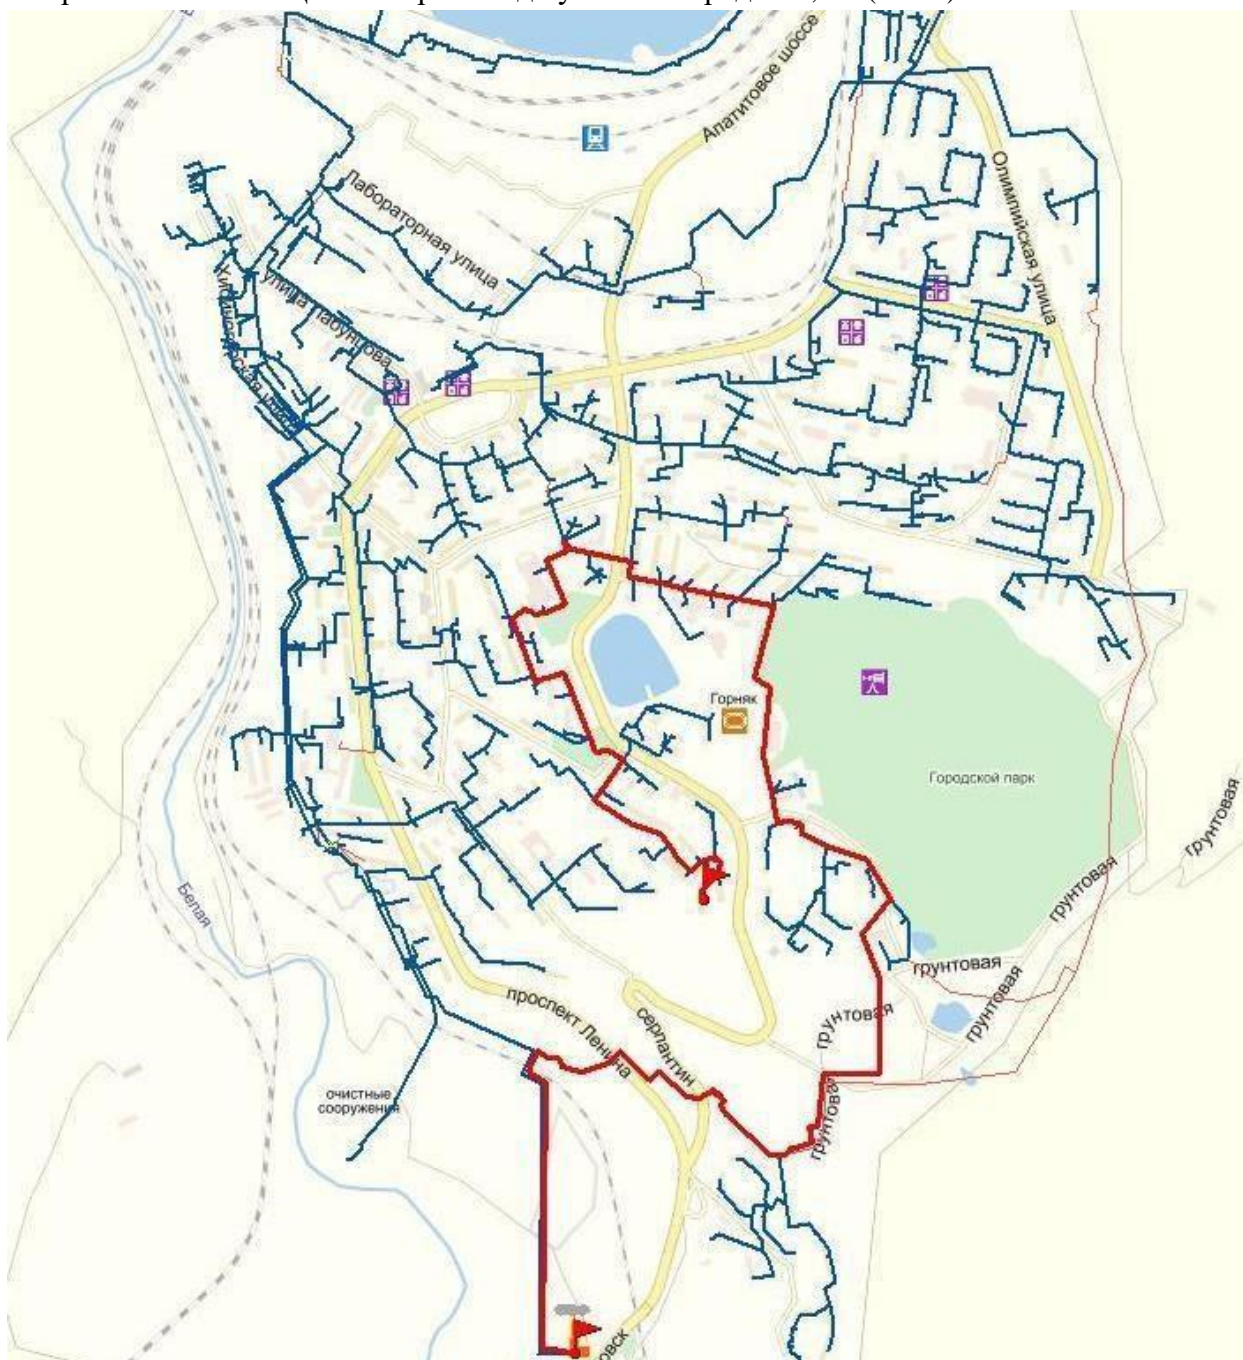 Апатитовое шоссе
Лабораторная улица
Олимпийская улица
улица Лабунцова
Горняк
Городской парк
грунтовая
грунтовая
Белая
грунтовая
грунтовая
проспект Ленина
серпантин
грунтовая
очистные
сооружения
грунтовая
овск